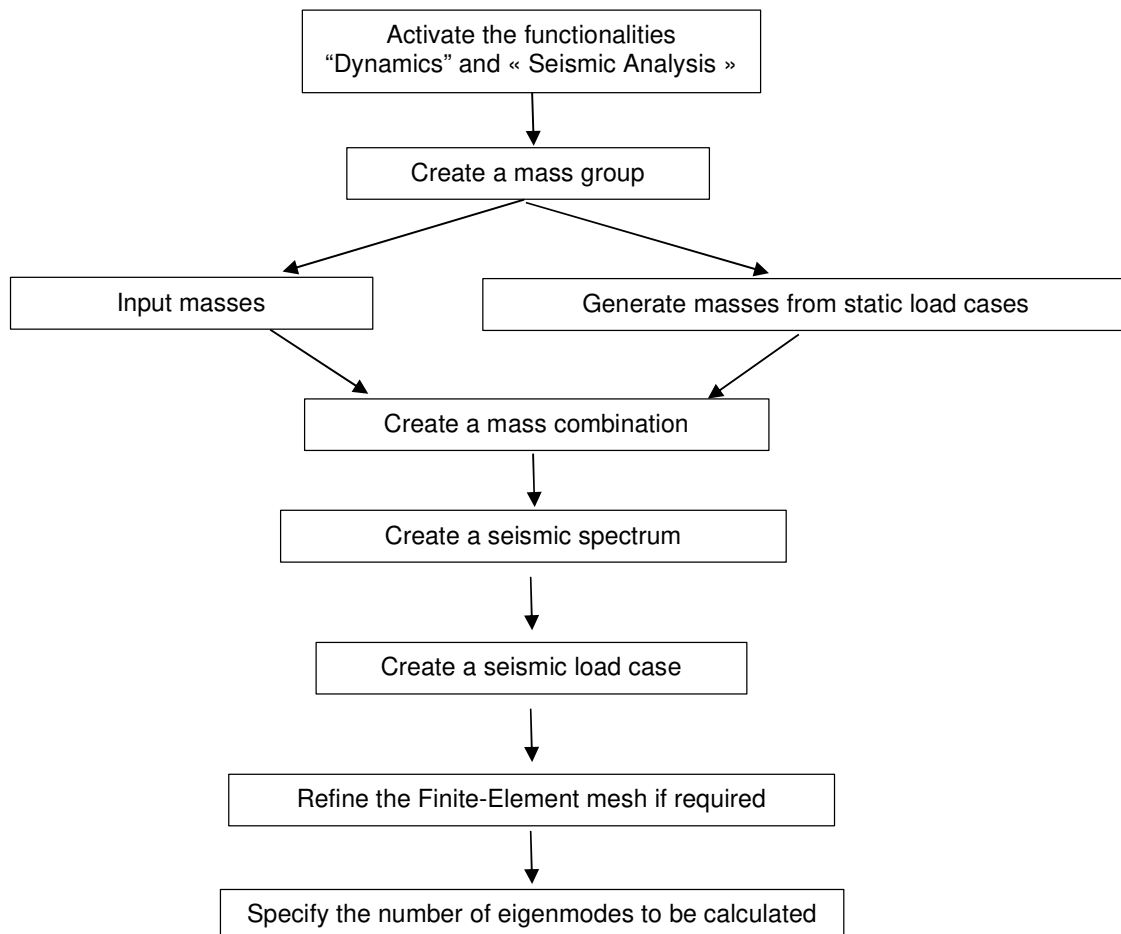 Activate the functionalities
“Dynamics” and « Seismic Analysis »
Create a mass group
Input masses
Generate masses from static load cases
Create a mass combination
Create a seismic spectrum
Create a seismic load case
Refine the Finite-Element mesh if required
Specify the number of eigenmodes to be calculated